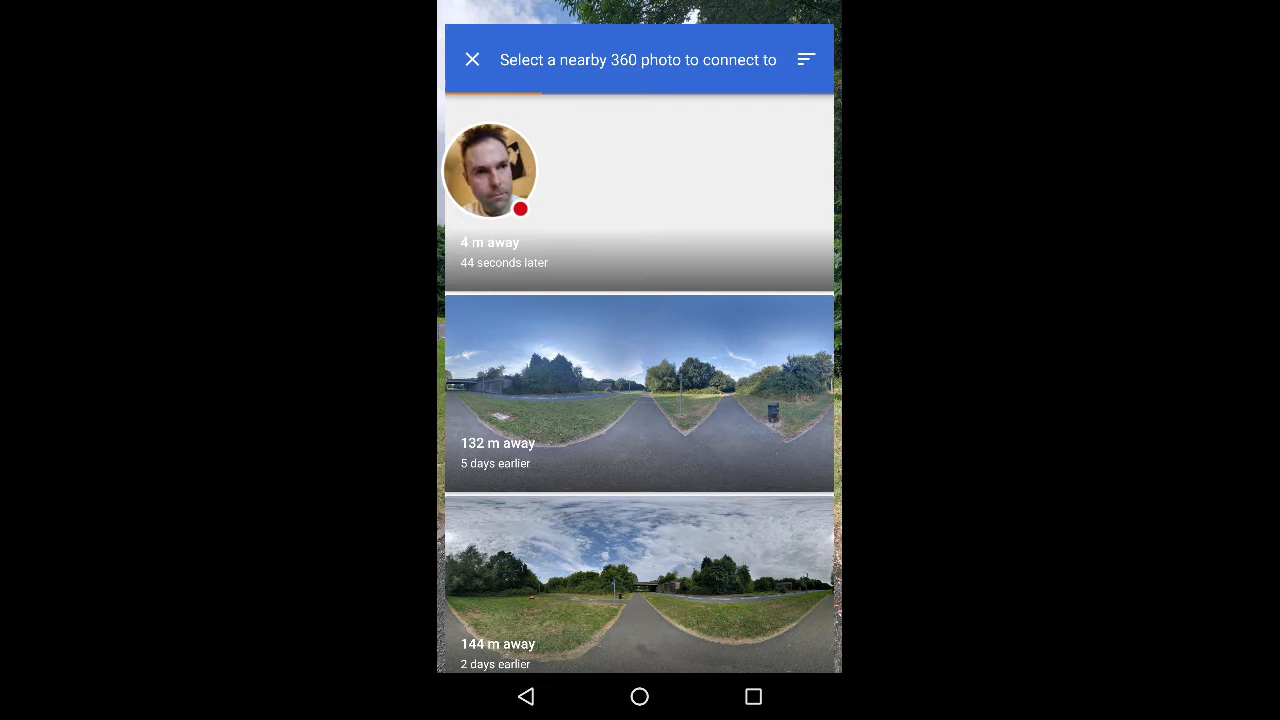 Select a nearby 360 photo to connect to
4 m away
44 seconds later
132 m away
5 days earlier
144 m away
2 days earlier